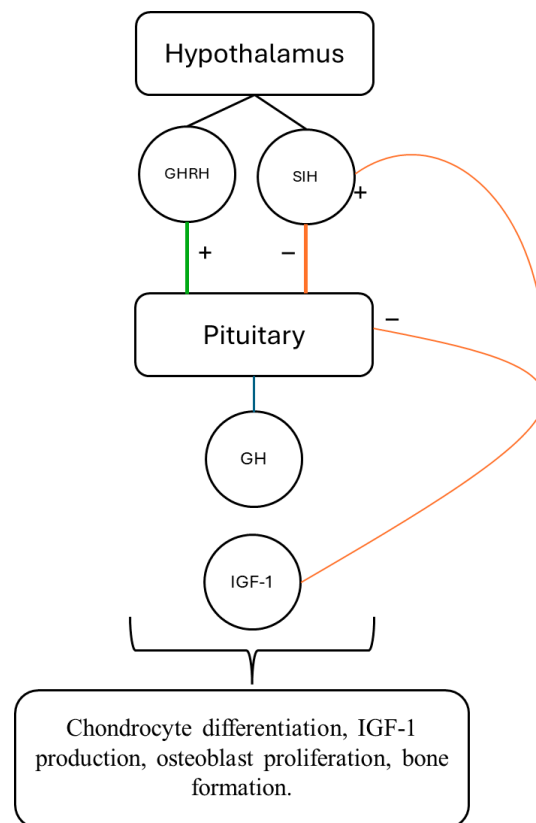 Hypothalamus
GHRH
SIH
+
+
−
Pituitary
−
GH
IGF-1
Chondrocyte differentiation, IGF-1
production, osteoblast proliferation, bone
formation.